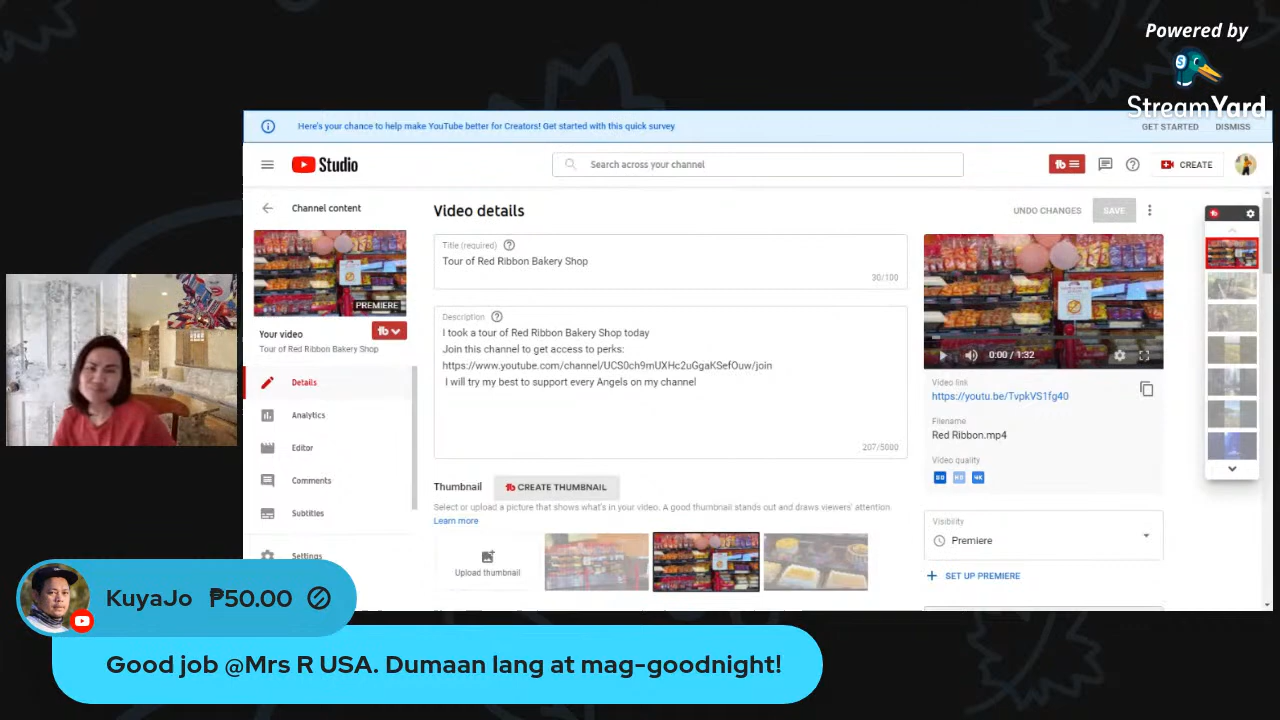 Powered by
StreamYard
Here's your chance to help make YouTube better for Creators! Get started with this quick survey
GET STARTED
DISMISS
Studio
Search across your channel
CREATE
Channel content
Video details
UNDO CHANGES
SAVE
Title (required)
Tour of Red Ribbon Bakery Shop
30/100
PREMIERE
Your video
Tour of Red Ribbon Bakery Shop
Description
I took a tour of Red Ribbon Bakery Shop today
Join this channel to get access to perks:
https://www.youtube.com/channel/UCS0ch9mUXHc2uGgaKSefOuw/join
I will try my best to support every Angels on my channel
207/5000
0:00 / 1:32
Video link
https://youtu.be/TvpkVS1fg40
Filename
Red Ribbon.mp4
Video quality
SD HD 4K
Details
Analytics
Editor
Comments
Subtitles
Settings
Thumbnail
CREATE THUMBNAIL
Select or upload a picture that shows what's in your video. A good thumbnail stands out and draws viewers' attention.
Learn more
Upload thumbnail
Visibility
Premiere
SET UP PREMIERE
KuyaJo ₱50.00
Good job @Mrs R USA. Dumaan lang at mag-goodnight!